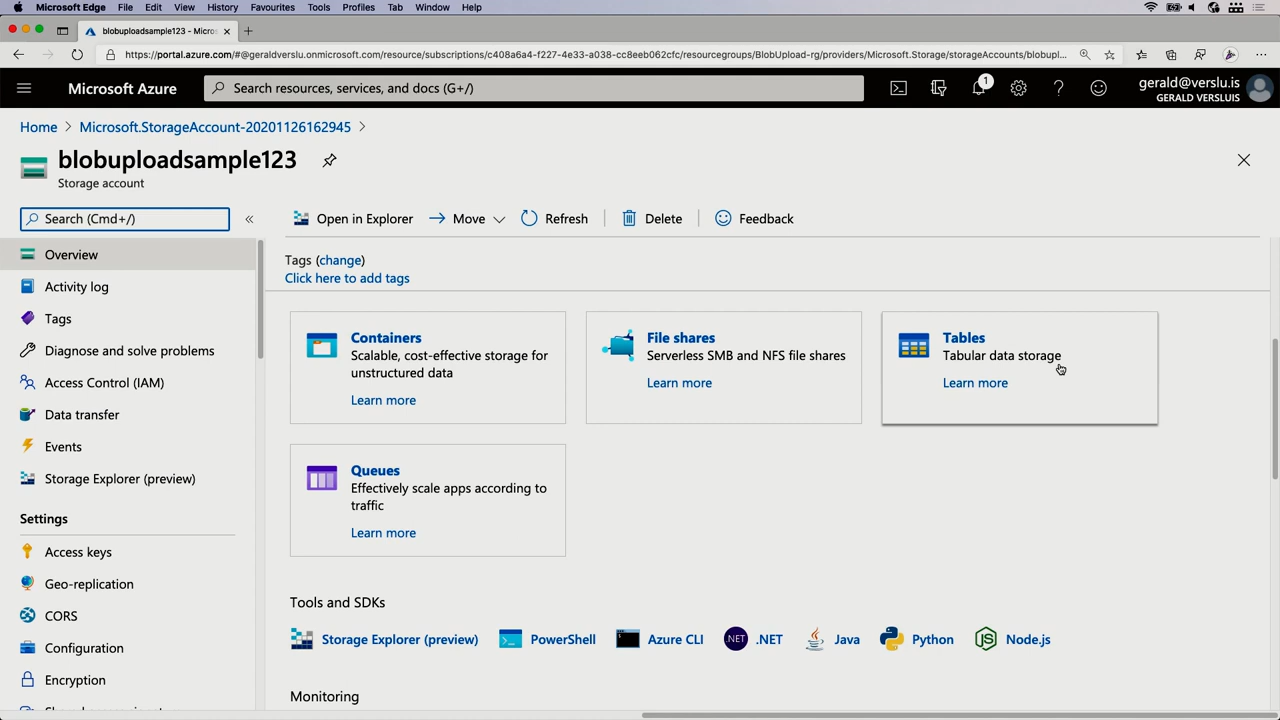 Microsoft Edge File Edit View History Favourites Tools Profiles Tab Window Help
blobuploadsample123 - Micros
https://portal.azure.com/#@geraldverslu.onmicrosoft.com/resource/subscriptions/c408a6a4-f227-4e33-a038-cc8eeb062cfc/resourcegroups/BlobUpload-rg/providers/Microsoft.Storage/storageAccounts/blobupl...
Microsoft Azure
Search resources, services, and docs (G+/)
1
gerald@verslu.is
GERALD VERSLUIS
Home > Microsoft.StorageAccount-20201126162945 >
blobuploadsample123
Storage account
Search (Cmd+/)
«
Open in Explorer Move Refresh Delete Feedback
Overview
Activity log
Tags
Diagnose and solve problems
Access Control (IAM)
Data transfer
Events
Storage Explorer (preview)
Settings
Access keys
Geo-replication
CORS
Configuration
Encryption
Tags (change)
Click here to add tags
Containers
Scalable, cost-effective storage for
unstructured data
Learn more
File shares
Serverless SMB and NFS file shares
Learn more
Tables
Tabular data storage
Learn more
Queues
Effectively scale apps according to
traffic
Learn more
Tools and SDKs
Storage Explorer (preview) PowerShell Azure CLI NET .NET Java Python Node.js
Monitoring